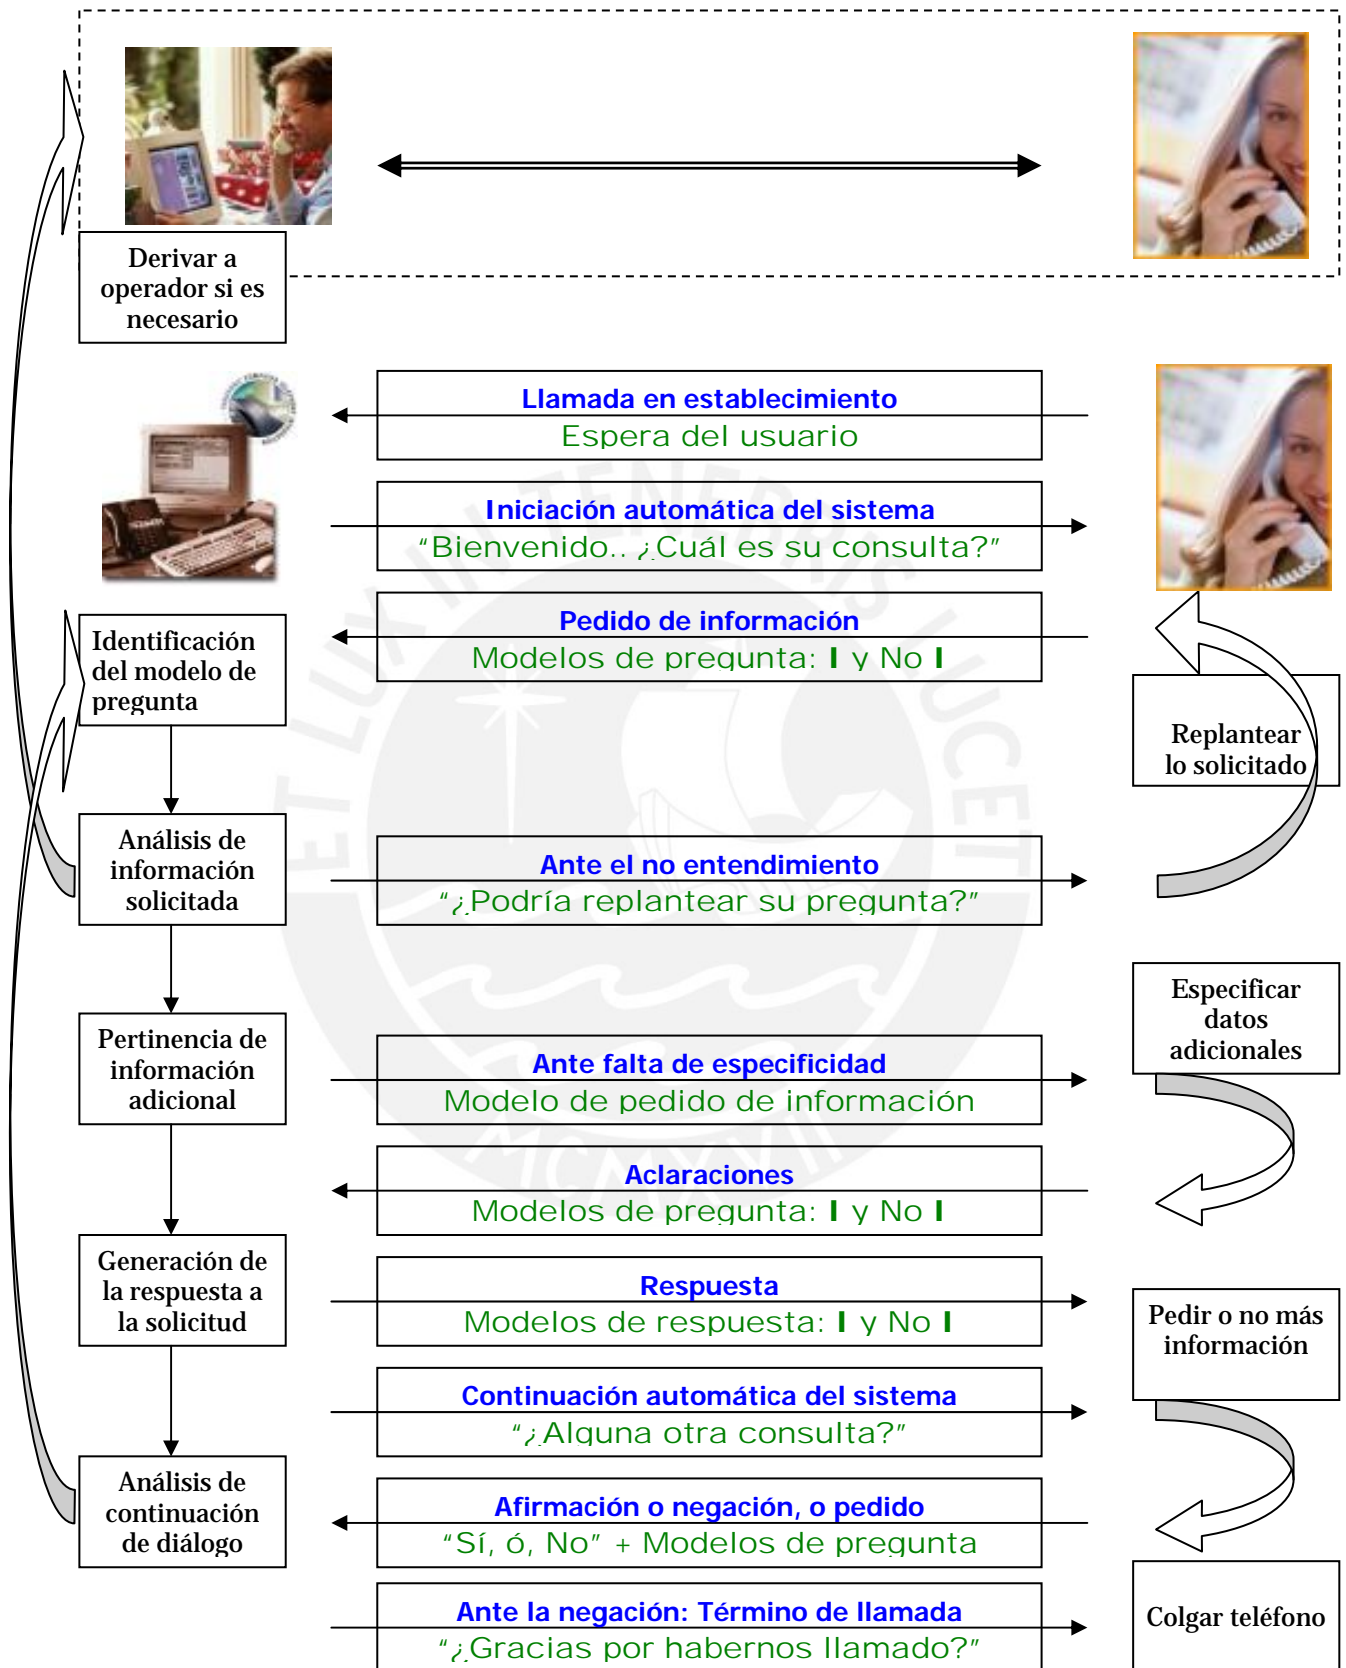 Derivar a
operador si es
necesario
Llamada en establecimiento
Espera del usuario
Iniciación automática del sistema
“Bienvenido.. ¿Cuál es su consulta?”
Pedido de información
Modelos de pregunta: I y No I
Identificación
del modelo de
pregunta
Replantear
lo solicitado
Análisis de
información
solicitada
Ante el no entendimiento
“¿Podría replantear su pregunta?”
Especificar
datos
adicionales
Pertinencia de
información
adicional
Ante falta de especificidad
Modelo de pedido de información
Aclaraciones
Modelos de pregunta: I y No I
Generación de
la respuesta a
la solicitud
Respuesta
Modelos de respuesta: I y No I
Pedir o no más
información
Continuación automática del sistema
“¿Alguna otra consulta?”
Análisis de
continuación
de diálogo
Afirmación o negación, o pedido
“Sí, ó, No” + Modelos de pregunta
Ante la negación: Término de llamada
“¿Gracias por habernos llamado?”
Colgar teléfono
ET LUX IN TENEBRIS LUCET
MCMXVII